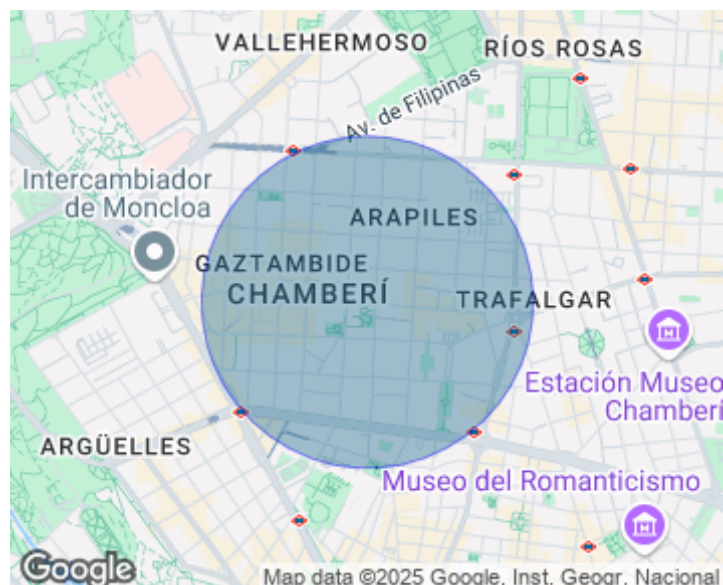 VALLEHERMOSO
RÍOS ROSAS
Av. de Filipinas
Intercambiador
de Moncloa
ARAPILES
GAZTAMBIDE
CHAMBERÍ
TRAFALGAR
Estación Museo
Chamberí
ARGÜELLES
Museo del Romanticismo
Google
Map data ©2025 Google, Inst. Geogr. Nacional